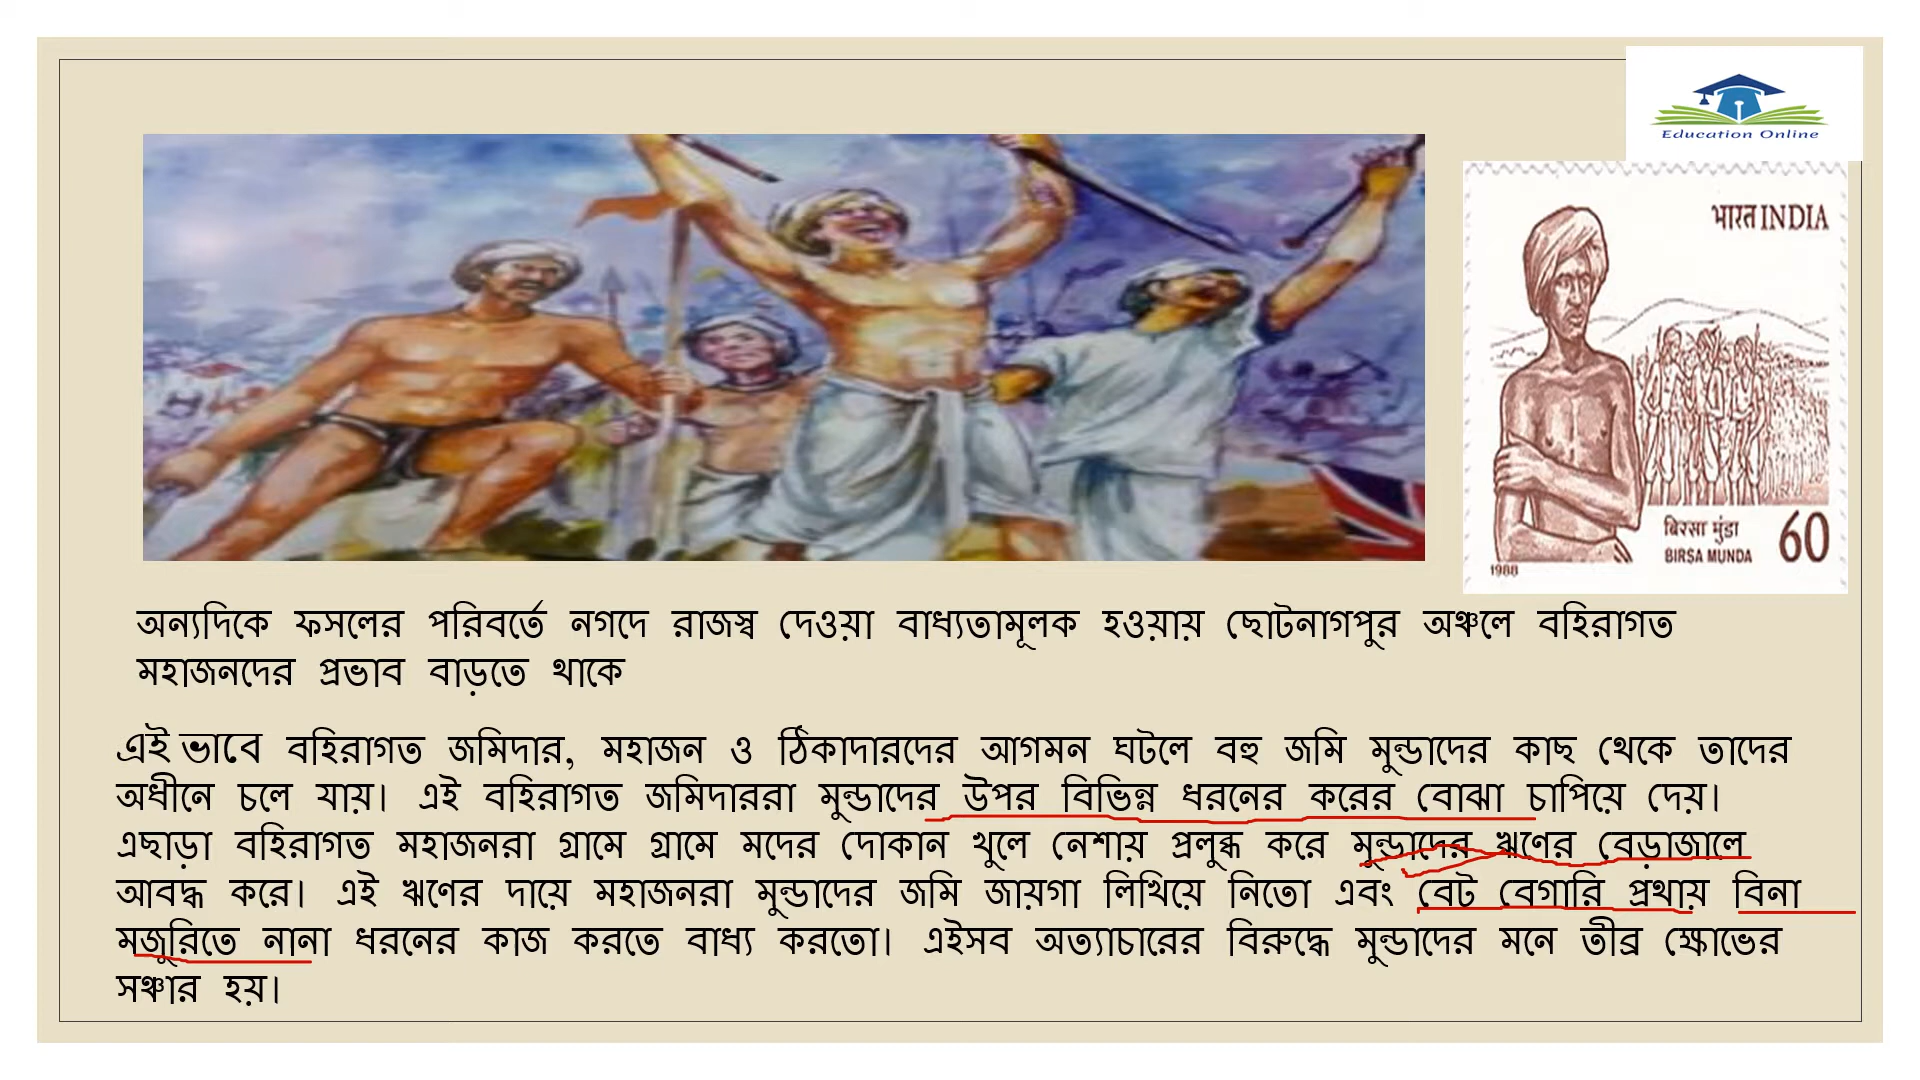 Education Online
भारत INDIA
बिरसा मुंडा
BIRSA MUNDA
60
1988
অন্যদিকে ফসলের পরিবর্তে নগদে রাজস্ব দেওয়া বাধ্যতামূলক হওয়ায় ছোটনাগপুর অঞ্চলে বহিরাগত
মহাজনদের প্রভাব বাড়তে থাকে
এই ভাবে বহিরাগত জমিদার, মহাজন ও ঠিকাদারদের আগমন ঘটলে বহু জমি মুন্ডাদের কাছ থেকে তাদের
অধীনে চলে যায়। এই বহিরাগত জমিদাররা মুন্ডাদের উপর বিভিন্ন ধরনের করের বোঝা চাপিয়ে দেয়।
এছাড়া বহিরাগত মহাজনরা গ্রামে গ্রামে মদের দোকান খুলে নেশায় প্রলুব্ধ করে মুন্ডাদের ঋণের বেড়াজালে
আবদ্ধ করে। এই ঋণের দায়ে মহাজনরা মুন্ডাদের জমি জায়গা লিখিয়ে নিতো এবং বেট বেগারি প্রথায় বিনা
মজুরিতে নানা ধরনের কাজ করতে বাধ্য করতো। এইসব অত্যাচারের বিরুদ্ধে মুন্ডাদের মনে তীব্র ক্ষোভের
সঞ্চার হয়।